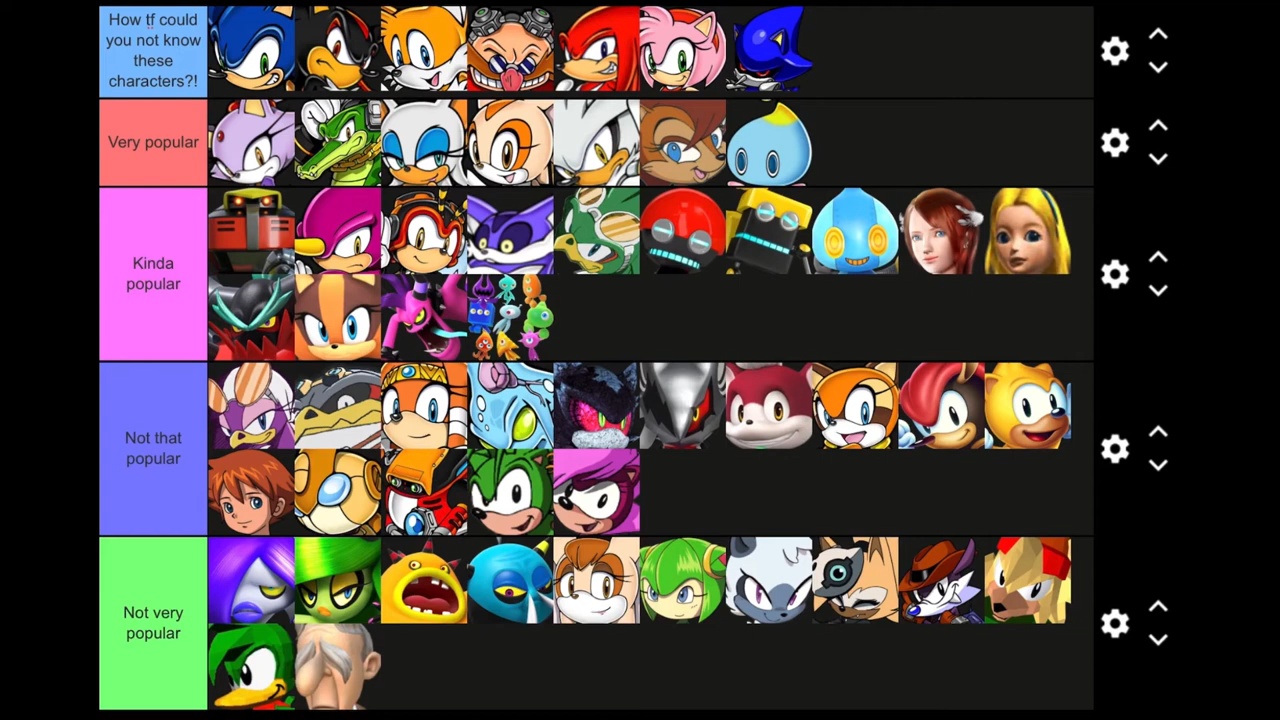 How tf could
you not know
these
characters?!
Very popular
Kinda
popular
Not that
popular
Not very
popular